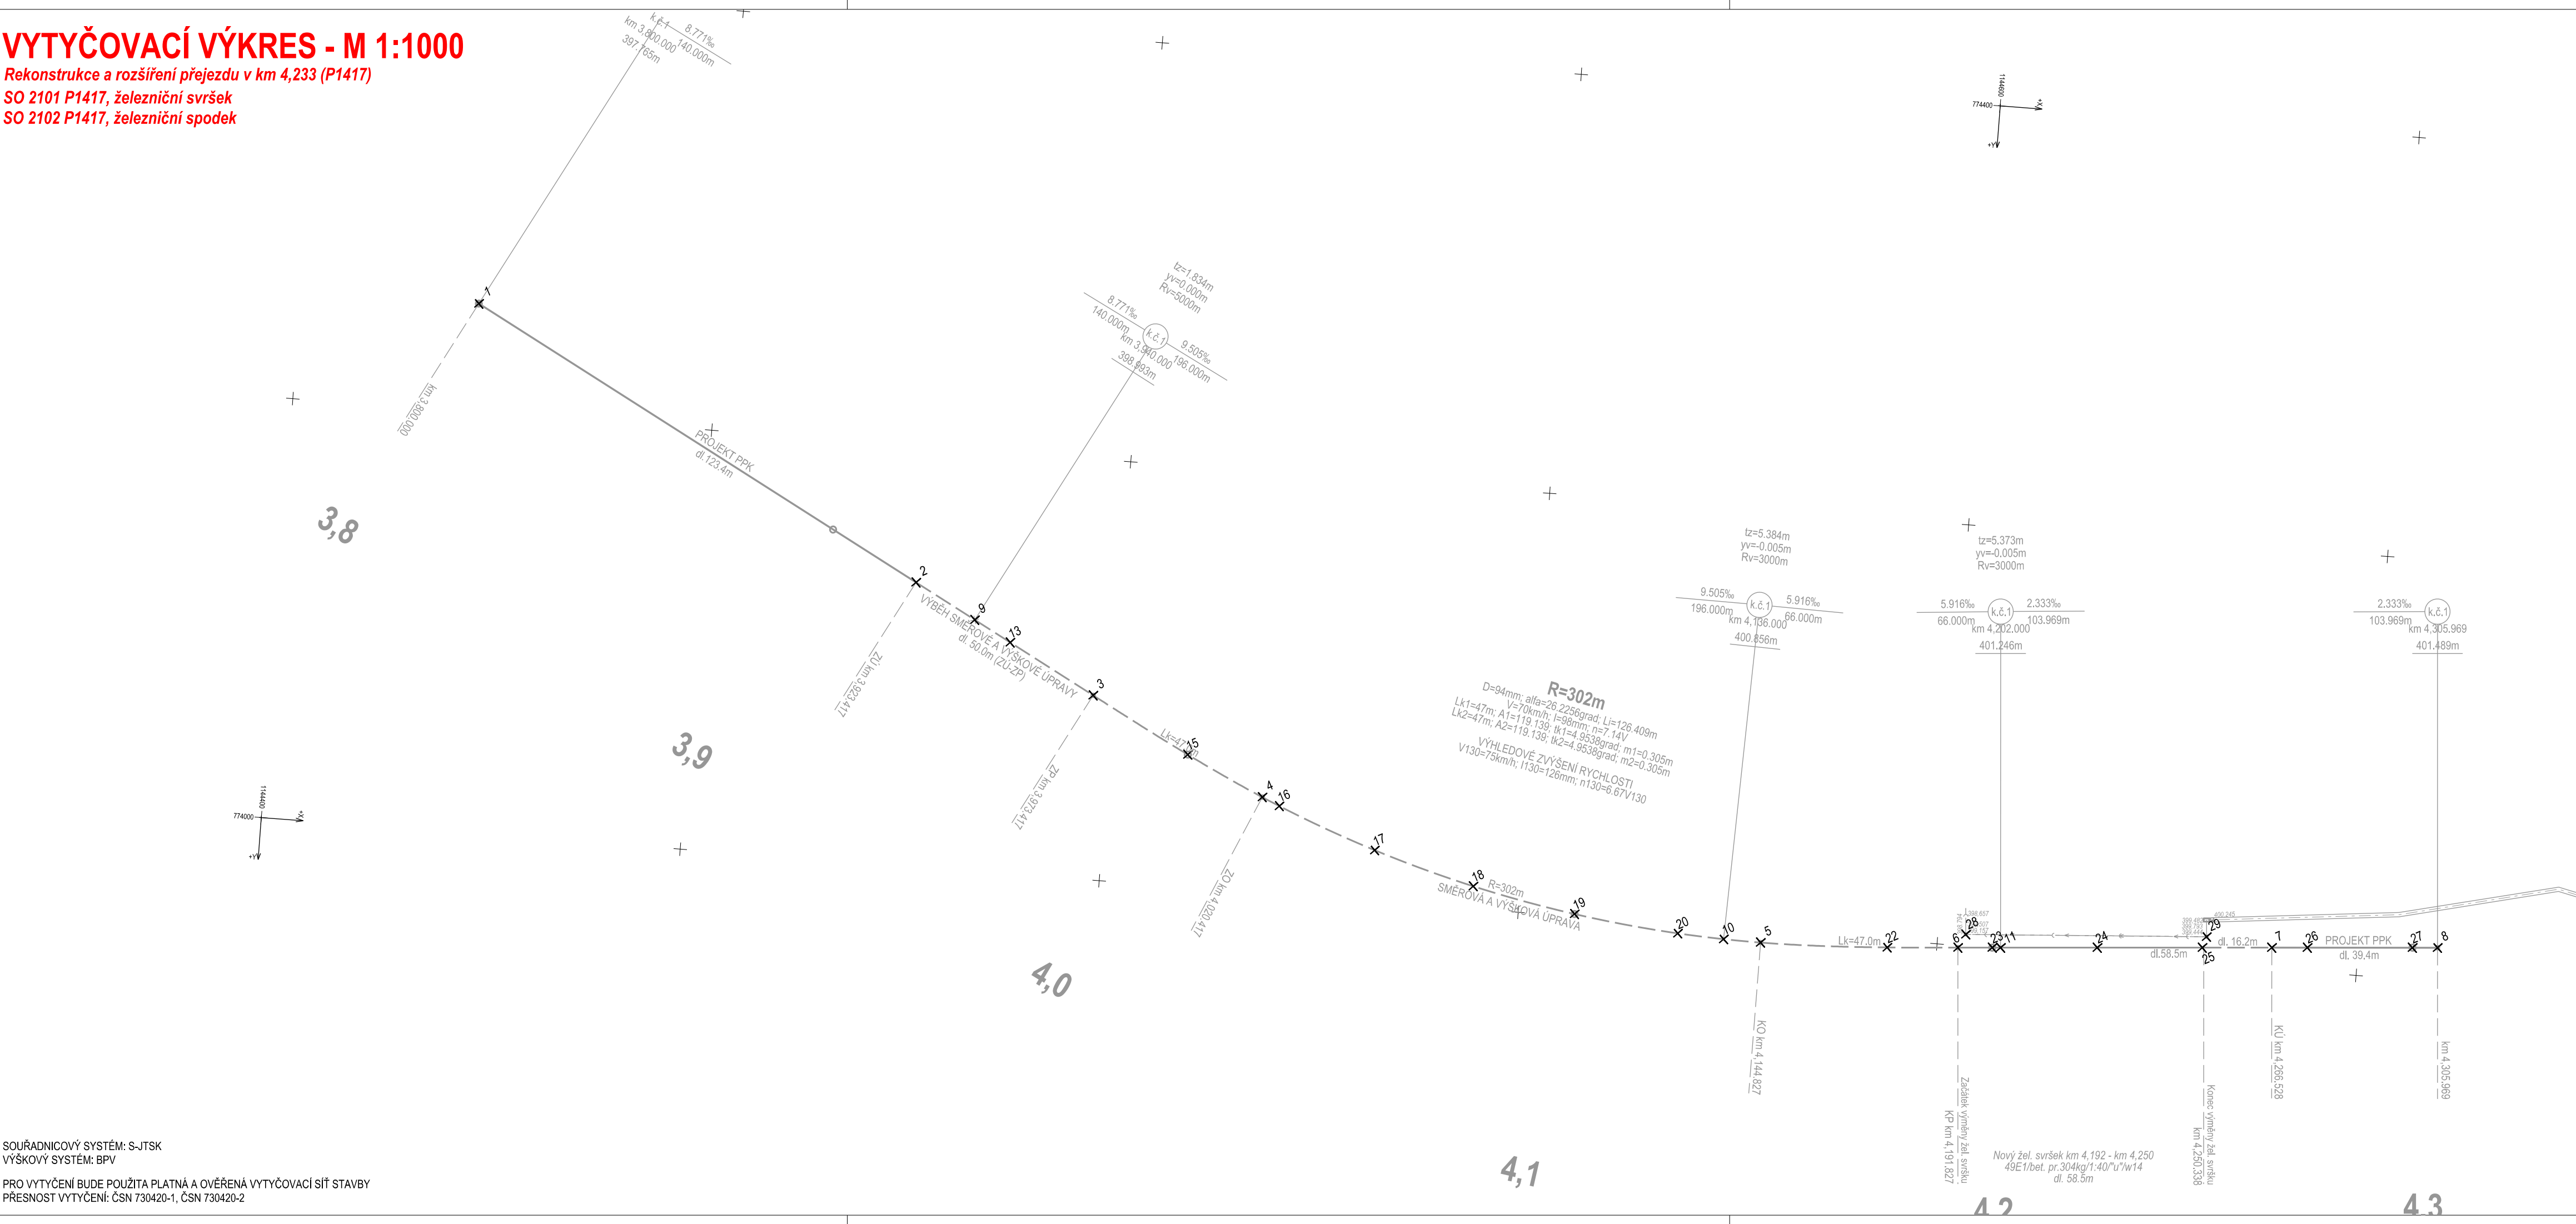 VYTYČOVACÍ VÝKRES - M 1:1000
Rekonstrukce a rozšíření přejezdu v km 4,233 (P1417)
SO 2101 P1417, železniční svršek
SO 2102 P1417, železniční spodek
k.č.1
8.771‰
km 3,800.000
140.000m
397.765m
1144600
774400
+X
+Y
1
km 3,800.000
PROJEKT PPK
dl.123.4m
3,8
tz=1.834m
yv=0.000m
Rv=5000m
8.771‰
140.000m
k.č.1
9.505‰
196.000m
km 3,940.000
398.993m
2
9
13
3
VÝBĚH SMĚROVÉ A VÝŠKOVÉ ÚPRAVY
dl. 50.0m (ZÚ-ZP)
ZÚ km 3,923.417
3,9
ZP km 3,973.417
15
4
16
17
18
19
20
10
5
ZO km 4,020.417
4,0
R=302m
D=94mm; alfa=26.2256grad; Li=126.409m
V=70km/h; I=98mm; n=7.14V
Lk1=47m; A1=119.139; tk1=4.9538grad; m1=0.305m
Lk2=47m; A2=119.139; tk2=4.9538grad; m2=0.305m
VÝHLEDOVÉ ZVÝŠENÍ RYCHLOSTI
V130=75km/h; I130=126mm; n130=6.67V130
R=302m
SMĚROVÁ A VÝŠKOVÁ ÚPRAVA
tz=5.384m
yv=-0.005m
Rv=3000m
9.505‰
196.000m
k.č.1
5.916‰
66.000m
km 4,136.000
400.856m
tz=5.373m
yv=-0.005m
Rv=3000m
5.916‰
66.000m
k.č.1
2.333‰
103.969m
km 4,202.000
401.246m
2.333‰
103.969m
k.č.1
km 4,305.969
401.489m
Lk=47.0m
22
6
28
398.657
23
11
24
dl.58.5m
25
29
400.245
dl. 16.2m
7
26
PROJEKT PPK
dl. 39.4m
27
8
KO km 4,144.827
Začátek výměny žel. svršku
KP km 4,191.827
Konec výměny žel. svršku
km 4,250.338
KÚ km 4,266.528
km 4,305.969
1144400
774000
+X
+Y
4,1
Nový žel. svršek km 4,192 - km 4,250
49E1/bet. pr.304kg/1:40/"u"/w14
dl. 58.5m
4,2
4,3
SOUŘADNICOVÝ SYSTÉM: S-JTSK
VÝŠKOVÝ SYSTÉM: BPV
PRO VYTYČENÍ BUDE POUŽITA PLATNÁ A OVĚŘENÁ VYTYČOVACÍ SÍŤ STAVBY
PŘESNOST VYTYČENÍ: ČSN 730420-1, ČSN 730420-2